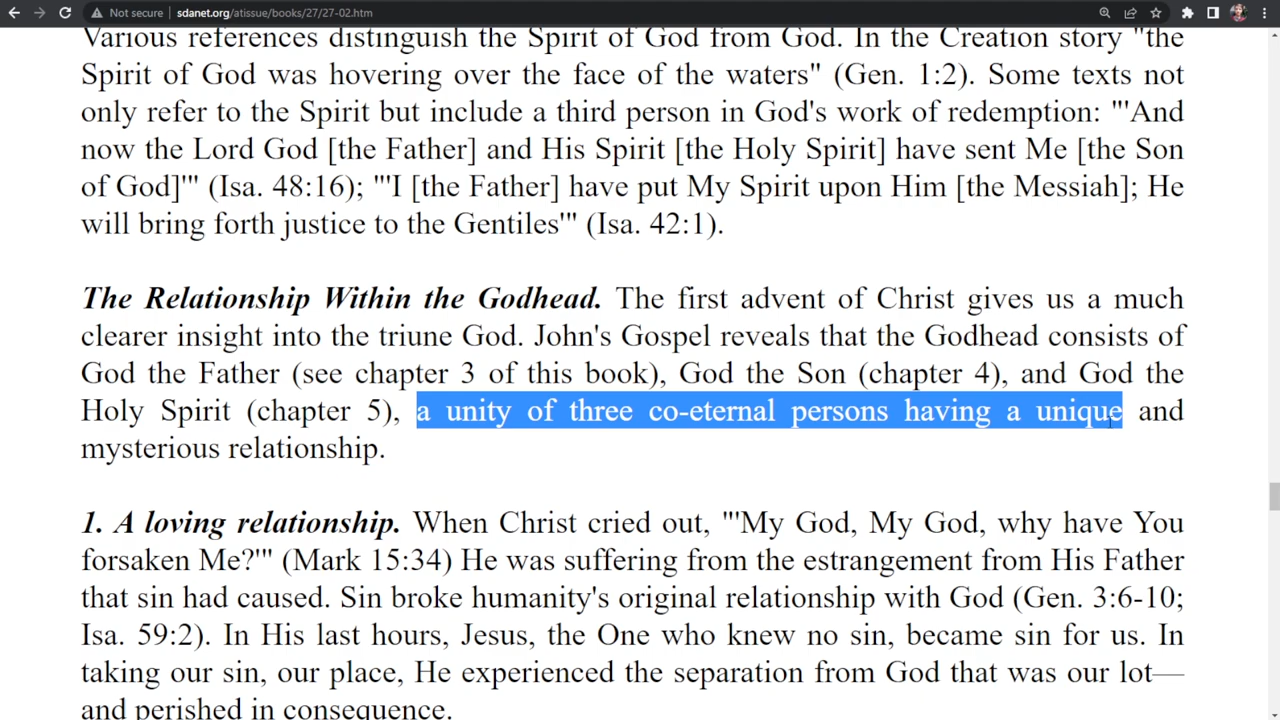 Not secure | sdanet.org/atissue/books/27/27-02.htm
Various references distinguish the Spirit of God from God. In the Creation story "the
Spirit of God was hovering over the face of the waters" (Gen. 1:2). Some texts not
only refer to the Spirit but include a third person in God's work of redemption: "'And
now the Lord God [the Father] and His Spirit [the Holy Spirit] have sent Me [the Son
of God]'" (Isa. 48:16); "'I [the Father] have put My Spirit upon Him [the Messiah]; He
will bring forth justice to the Gentiles'" (Isa. 42:1).
The Relationship Within the Godhead. The first advent of Christ gives us a much
clearer insight into the triune God. John's Gospel reveals that the Godhead consists of
God the Father (see chapter 3 of this book), God the Son (chapter 4), and God the
Holy Spirit (chapter 5), a unity of three co-eternal persons having a unique and
mysterious relationship.
1. A loving relationship. When Christ cried out, "'My God, My God, why have You
forsaken Me?'" (Mark 15:34) He was suffering from the estrangement from His Father
that sin had caused. Sin broke humanity's original relationship with God (Gen. 3:6-10;
Isa. 59:2). In His last hours, Jesus, the One who knew no sin, became sin for us. In
taking our sin, our place, He experienced the separation from God that was our lot—
and perished in consequence.